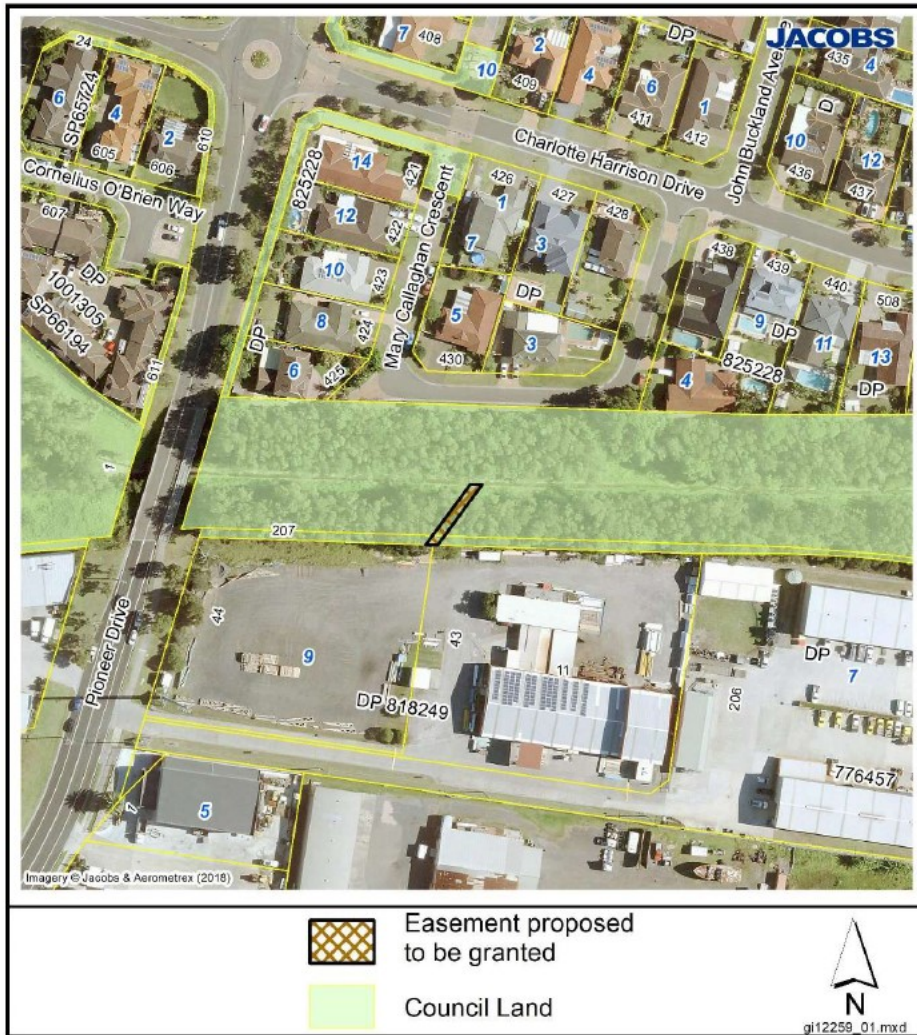 JACOBS
24
6
SP65724
4
2
605
606
610
Cornelius O'Brien Way
607
DP
1001305
SP66194
611
1
7
408
10
2
409
4
DP
6
411
1
412
John Buckland Avenue
435
4
D
10
436
12
437
Charlotte Harrison Drive
825228
14
421
12
422
10
423
8
424
DP
6
425
Mary Callaghan Crescent
426
1
427
428
7
3
DP
5
430
3
438
439
440
508
9
DP
11
13
825228
4
DP
207
Pioneer Drive
44
9
43
11
DP 818249
206
DP
7
776457
1
5
Imagery © Jacobs & Aerometrex (2018)
Easement proposed
to be granted
Council Land
N
gi12259_01.mxd